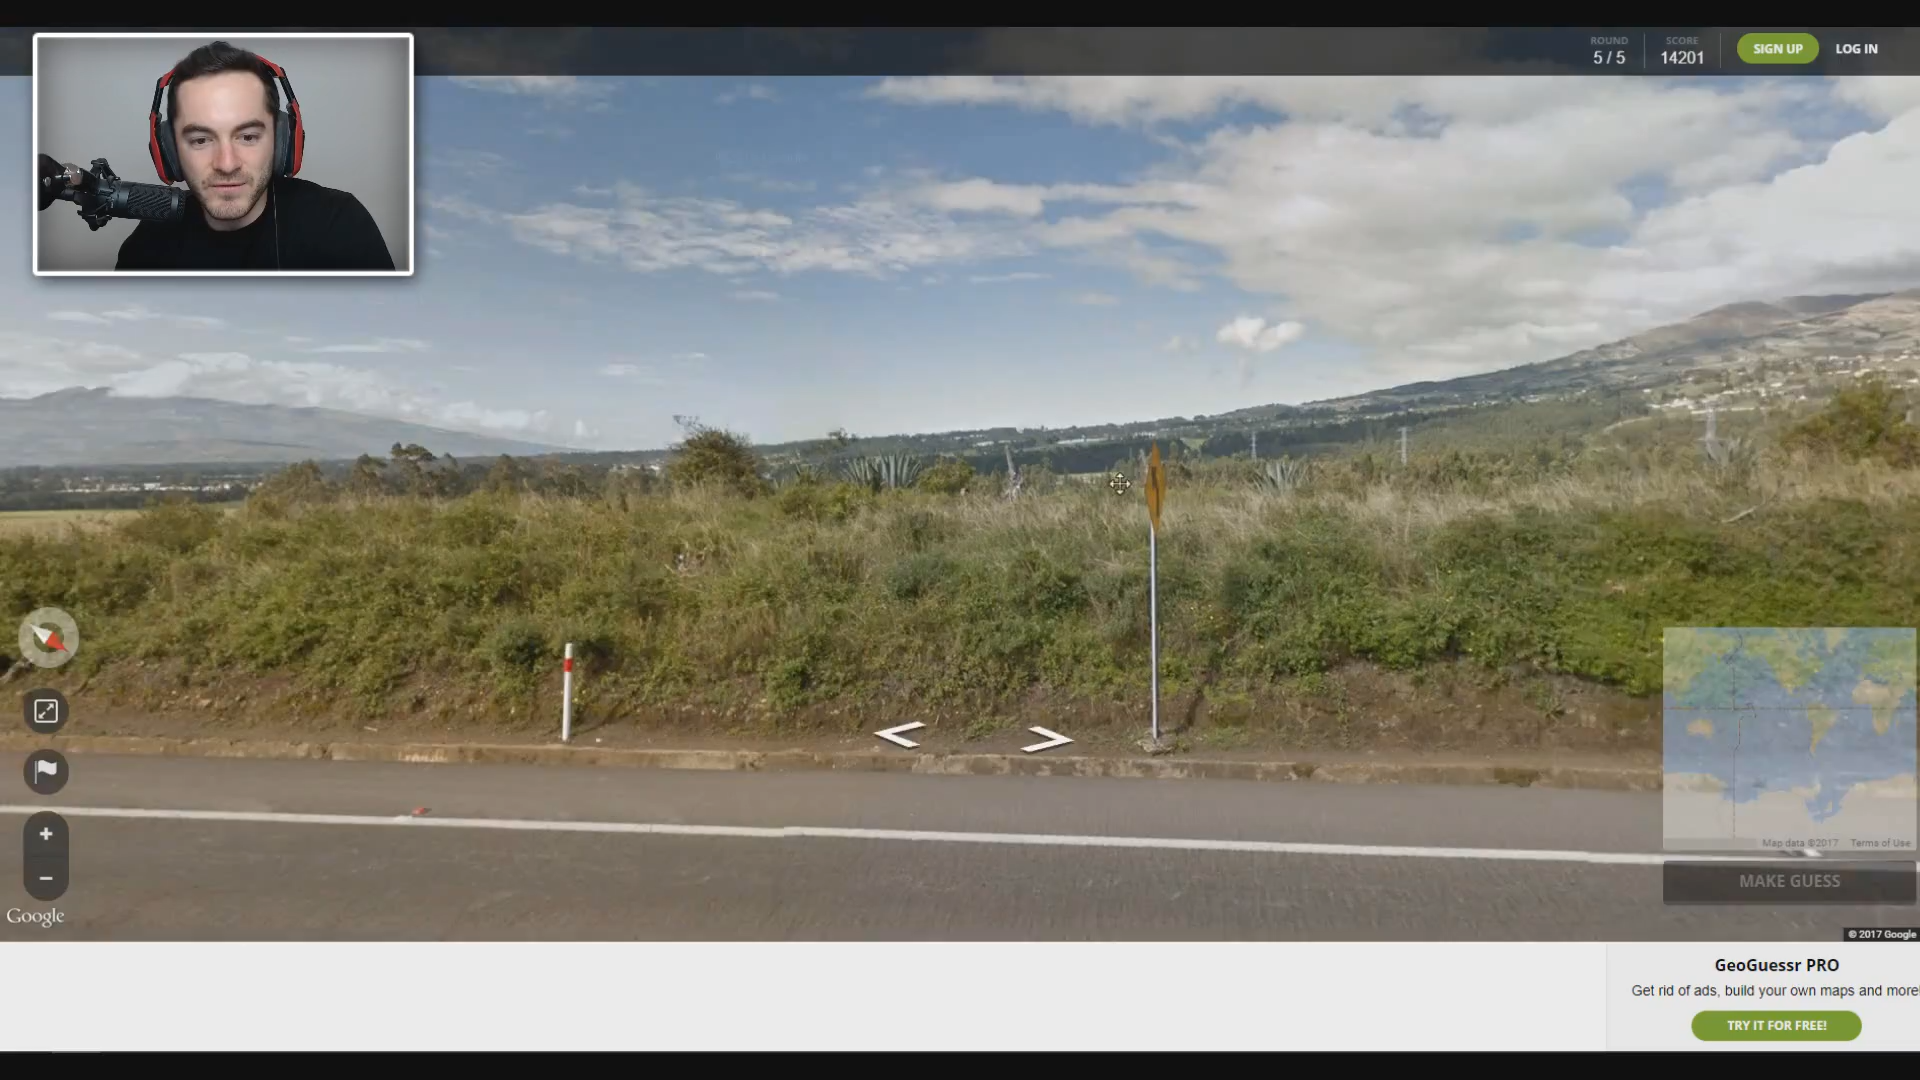 ROUND
5 / 5
SCORE
14201
SIGN UP
LOG IN
Google
Map data ©2017 Terms of Use
MAKE GUESS
© 2017 Google
GeoGuessr PRO
Get rid of ads, build your own maps and more!
TRY IT FOR FREE!